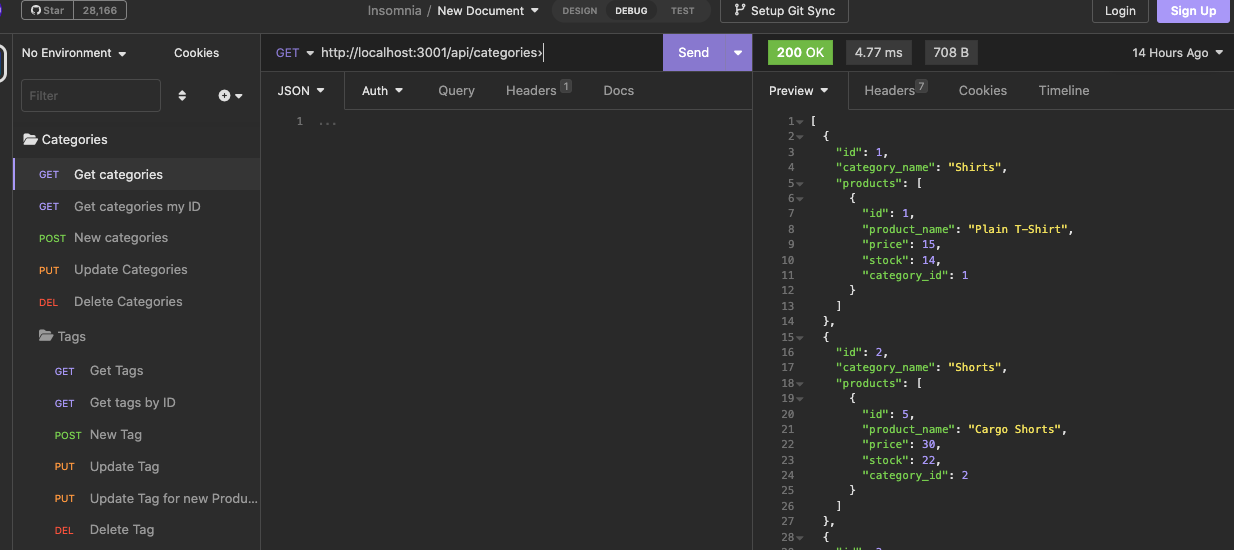 Star 28,166 Insomnia / New Document DESIGN DEBUG TEST Setup Git Sync Login Sign Up
No Environment Cookies GET http://localhost:3001/api/categories› Send 200 OK 4.77 ms 708 B 14 Hours Ago
Filter
JSON Auth Query Headers 1 Docs
Preview Headers 7 Cookies Timeline
Categories
GET Get categories
GET Get categories my ID
POST New categories
PUT Update Categories
DEL Delete Categories
Tags
GET Get Tags
GET Get tags by ID
POST New Tag
PUT Update Tag
PUT Update Tag for new Produ...
DEL Delete Tag
1 ...
1 [
2 {
3 "id": 1,
4 "category_name": "Shirts",
5 "products": [
6 {
7 "id": 1,
8 "product_name": "Plain T-Shirt",
9 "price": 15,
10 "stock": 14,
11 "category_id": 1
12 }
13 ]
14 },
15 {
16 "id": 2,
17 "category_name": "Shorts",
18 "products": [
19 {
20 "id": 5,
21 "product_name": "Cargo Shorts",
22 "price": 30,
23 "stock": 22,
24 "category_id": 2
25 }
26 ]
27 },
28 {